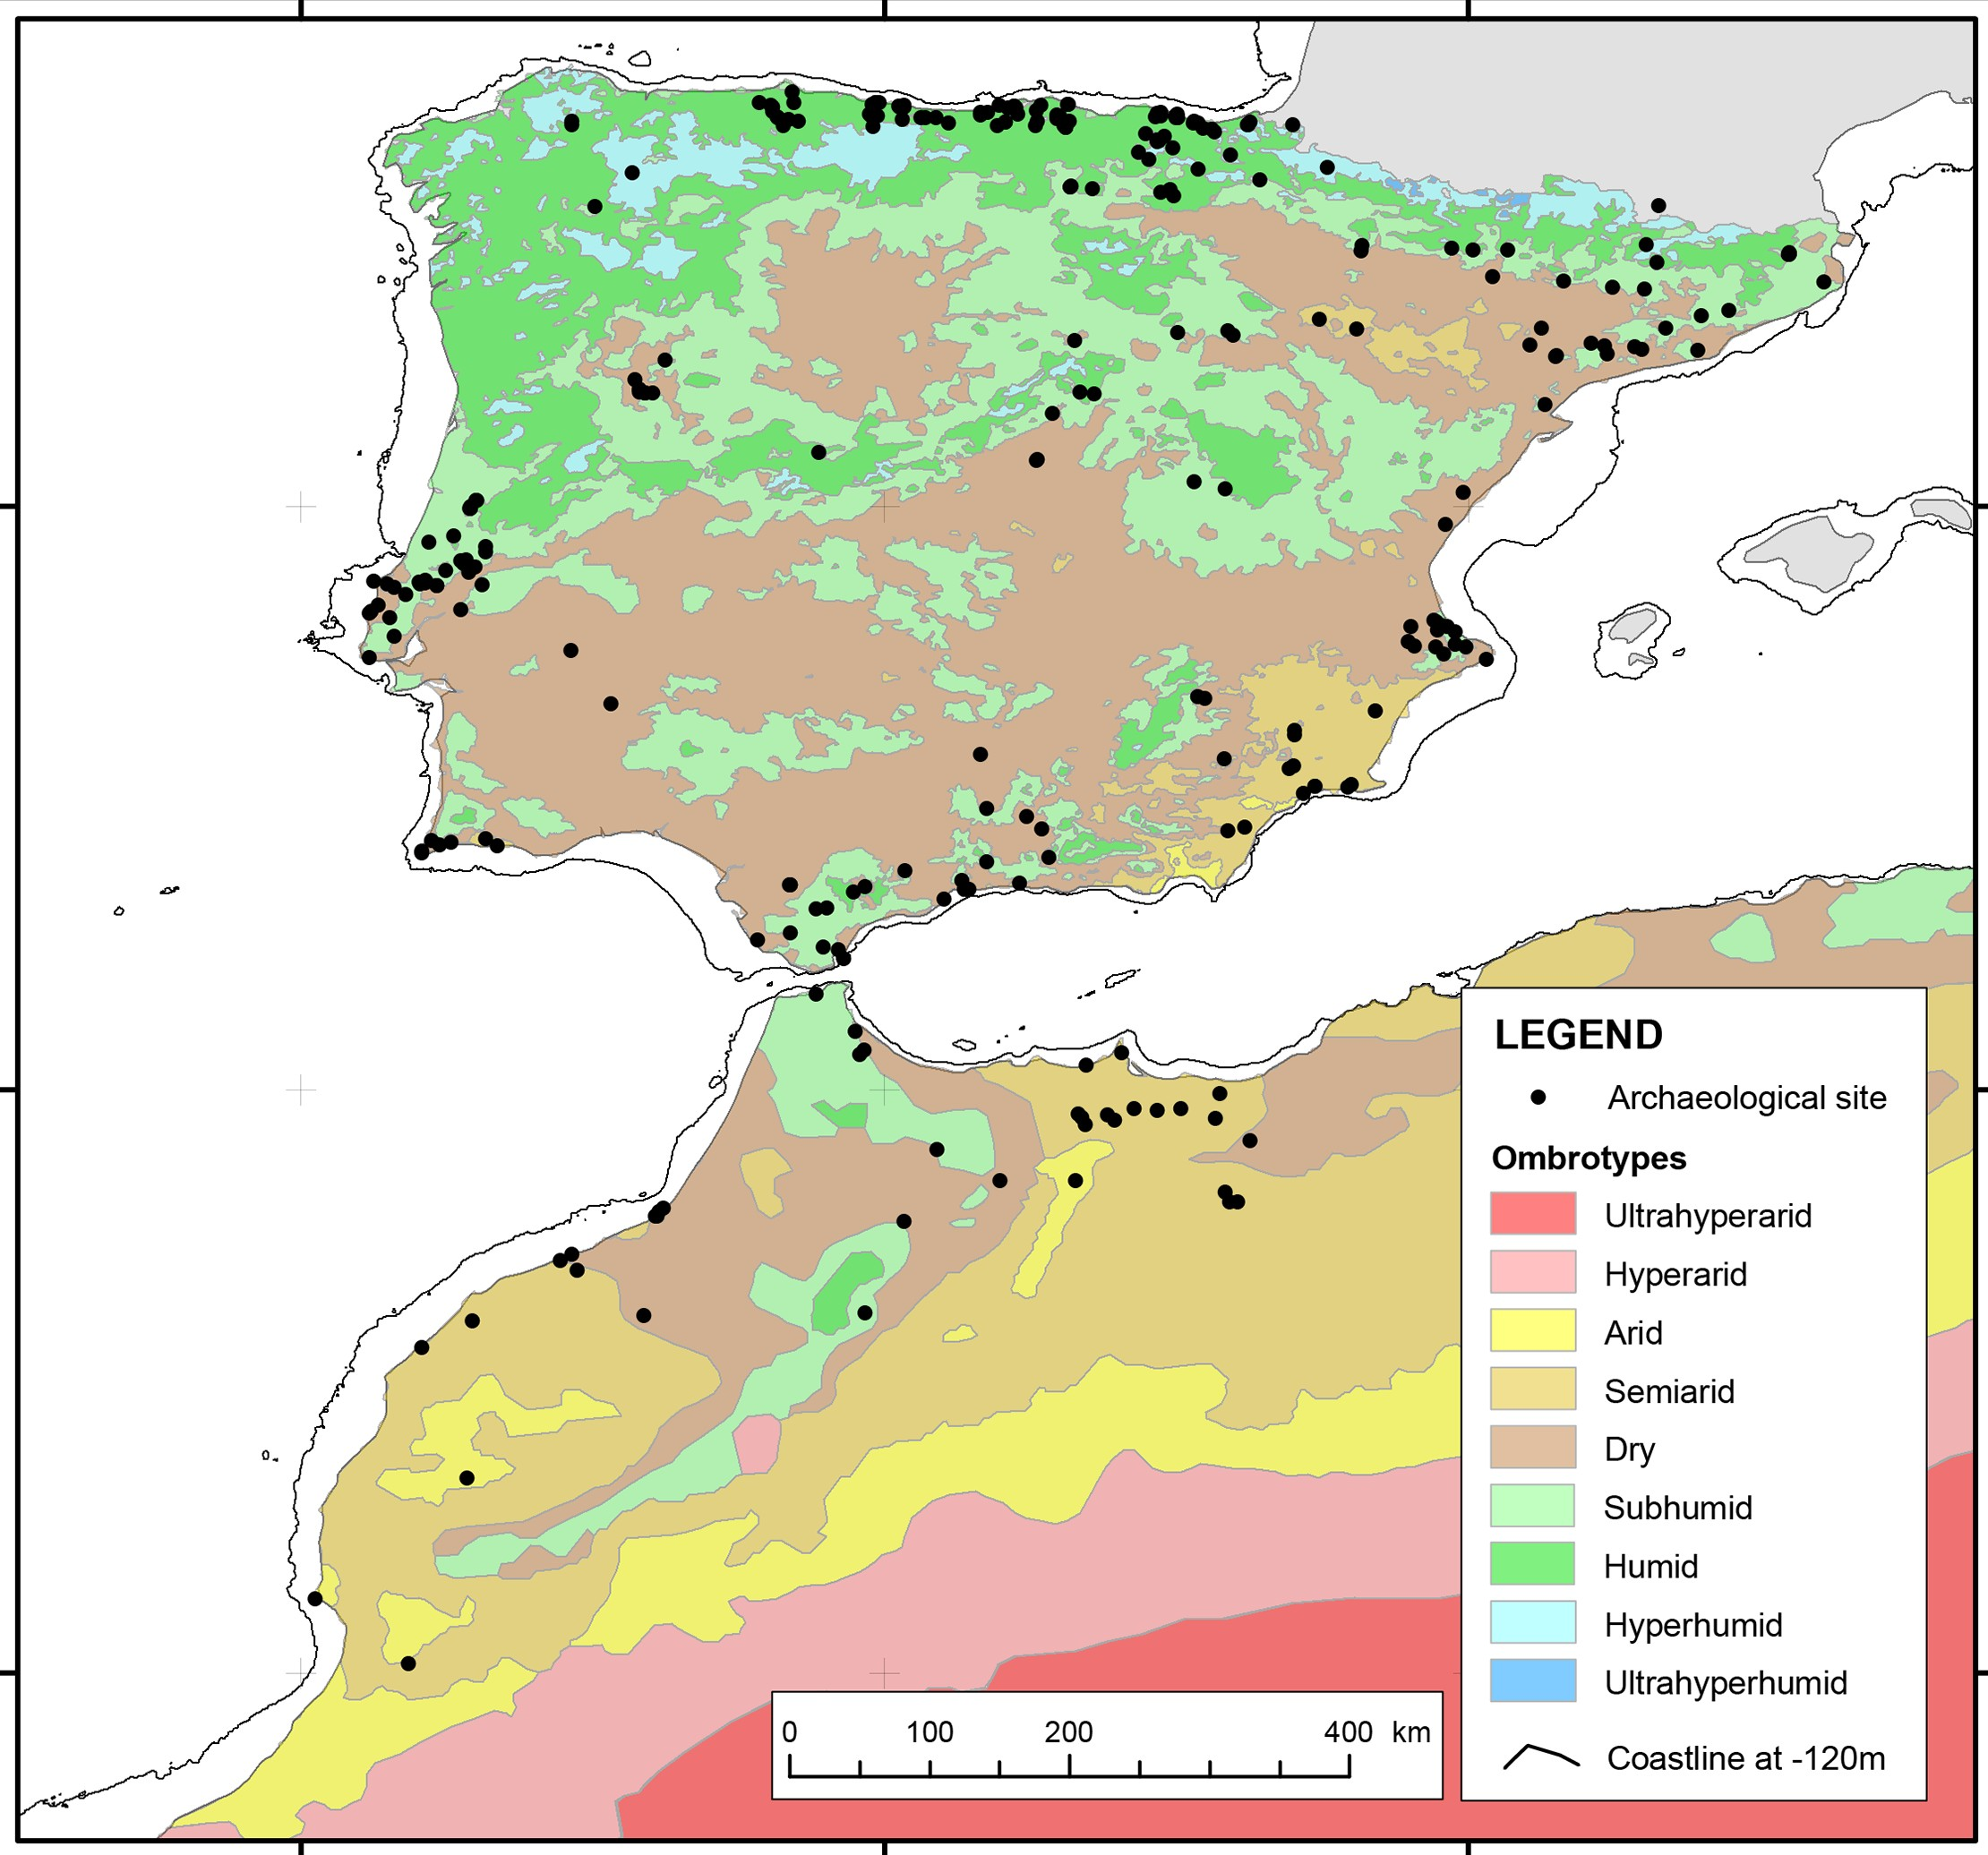 LEGEND
Archaeological site
Ombrotypes
Ultrahyperarid
Hyperarid
Arid
Semiarid
Dry
Subhumid
Humid
Hyperhumid
Ultrahyperhumid
Coastline at -120m
0 100 200 400 km